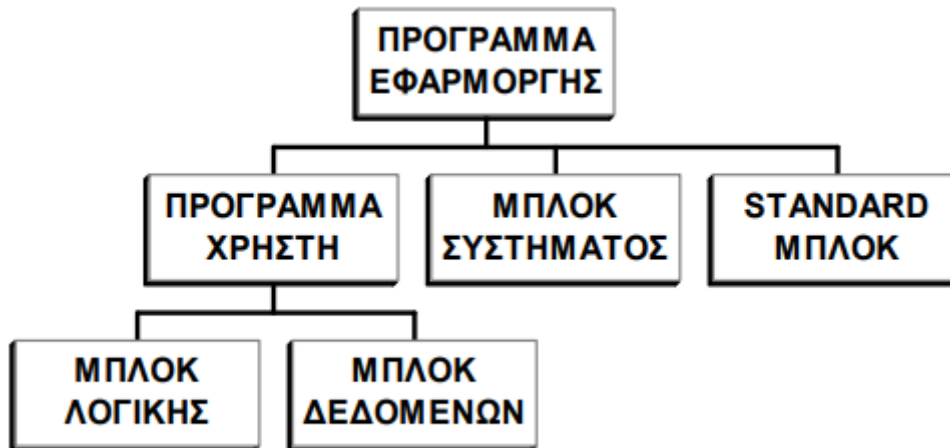 ΠΡΟΓΡΑΜΜΑ
ΕΦΑΡΜΟΡΓΗΣ
ΠΡΟΓΡΑΜΜΑ
ΧΡΗΣΤΗ
ΜΠΛΟΚ
ΣΥΣΤΗΜΑΤΟΣ
STANDARD
ΜΠΛΟΚ
ΜΠΛΟΚ
ΛΟΓΙΚΗΣ
ΜΠΛΟΚ
ΔΕΔΟΜΕΝΩΝ